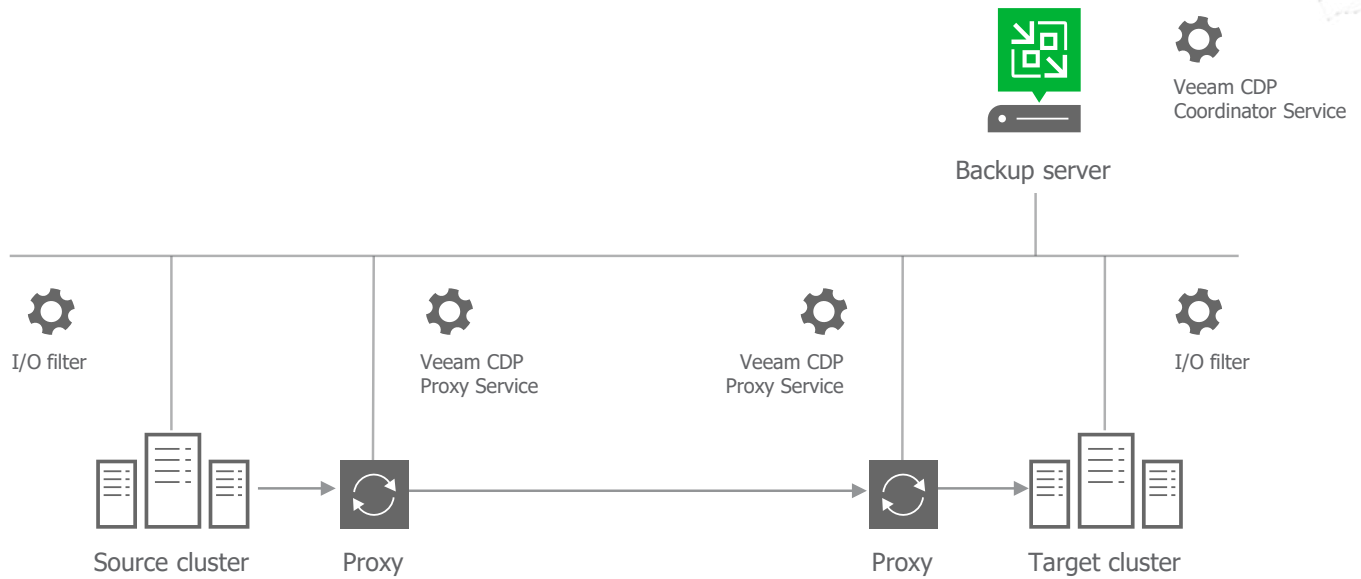 Veeam CDP
Coordinator Service
Backup server
I/O filter
Veeam CDP
Proxy Service
Veeam CDP
Proxy Service
I/O filter
Source cluster
Proxy
Proxy
Target cluster